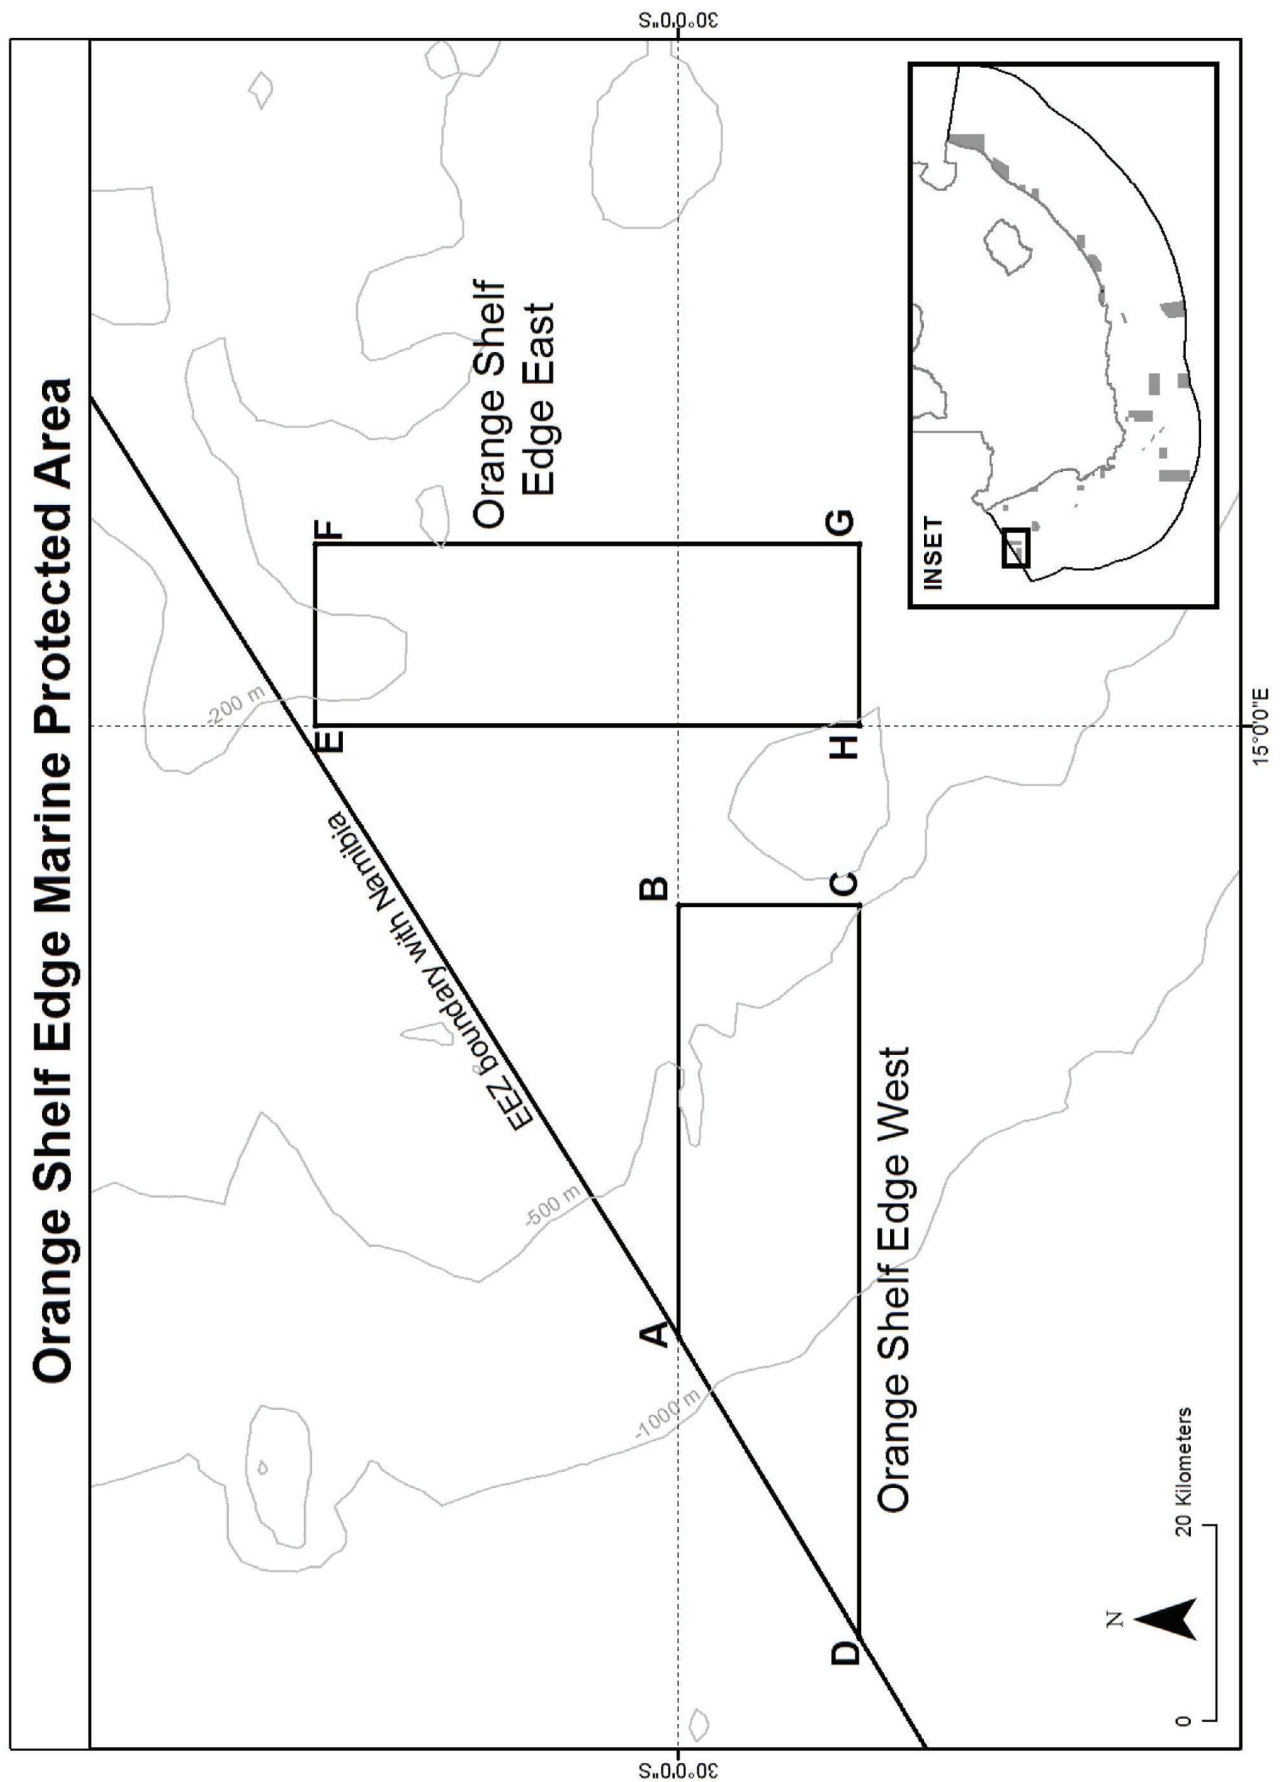 Orange Shelf Edge Marine Protected Area
30°0'0"S
30°0'0"S
-200 m
-500 m
-1000 m
EEZ boundary with Namibia
E
F
Orange Shelf
Edge East
A
B
H
G
D
C
Orange Shelf Edge West
INSET
N
0
20 Kilometers
15°0'0"E